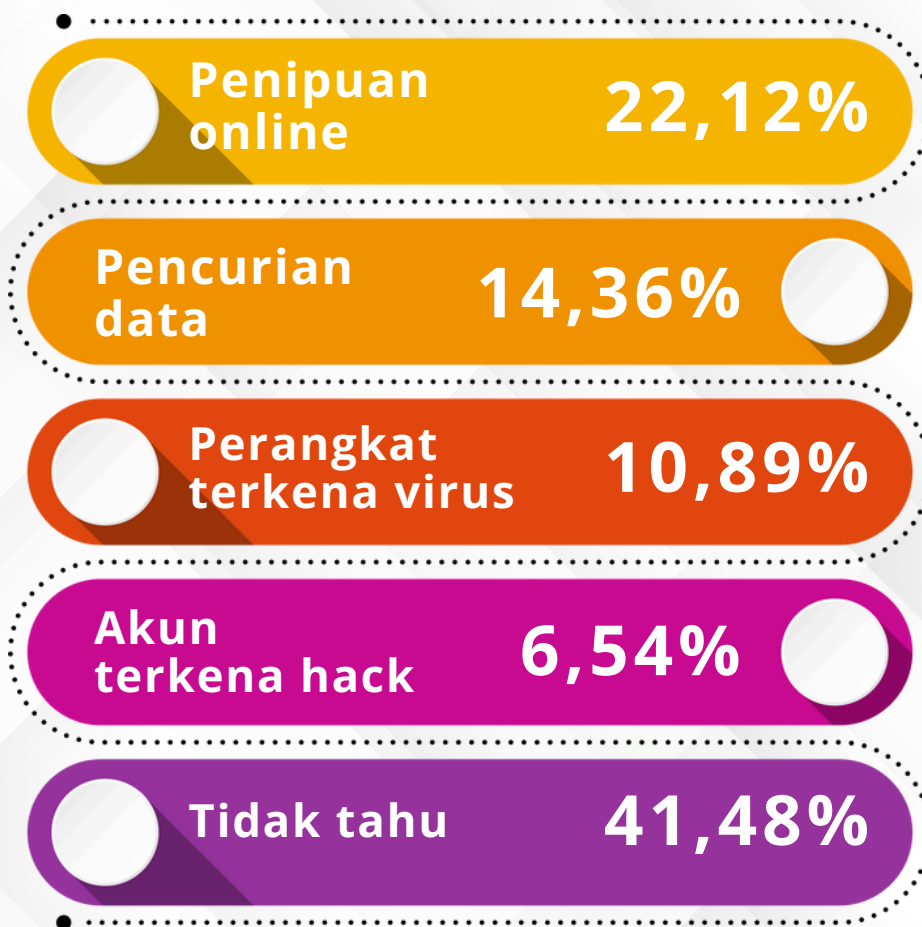 Penipuan
online
22,12%
Pencurian
data
14,36%
Perangkat
terkena virus
10,89%
Akun
terkena hack
6,54%
Tidak tahu
41,48%